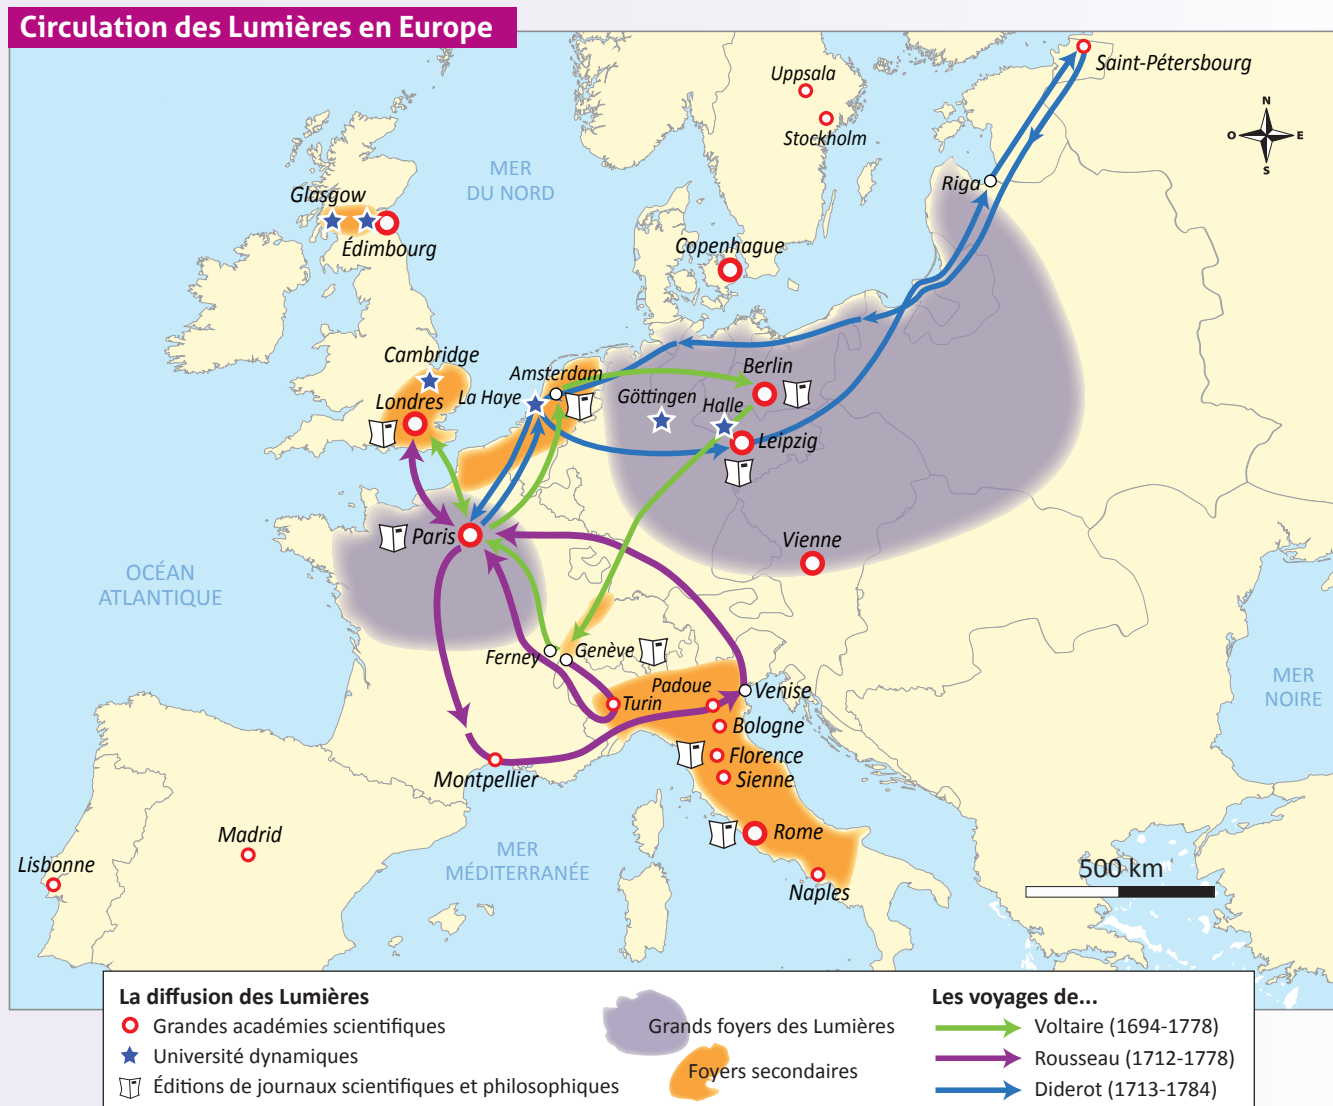 Circulation des Lumières en Europe
Saint-Pétersbourg
Uppsala
Stockholm
N
O
E
S
MER
DU NORD
Riga
Glasgow
Édimbourg
Copenhague
Cambridge
Londres
La Haye
Amsterdam
Göttingen
Halle
Berlin
Leipzig
Paris
Vienne
OCÉAN
ATLANTIQUE
Ferney
Genève
Turin
Padoue
Venise
Bologne
Florence
Sienne
MER
NOIRE
Montpellier
Madrid
Lisbonne
MER
MÉDITERRANÉE
Rome
Naples
500 km
La diffusion des Lumières
Grandes académies scientifiques
Université dynamiques
Éditions de journaux scientifiques et philosophiques
Grands foyers des Lumières
Foyers secondaires
Les voyages de...
Voltaire (1694-1778)
Rousseau (1712-1778)
Diderot (1713-1784)